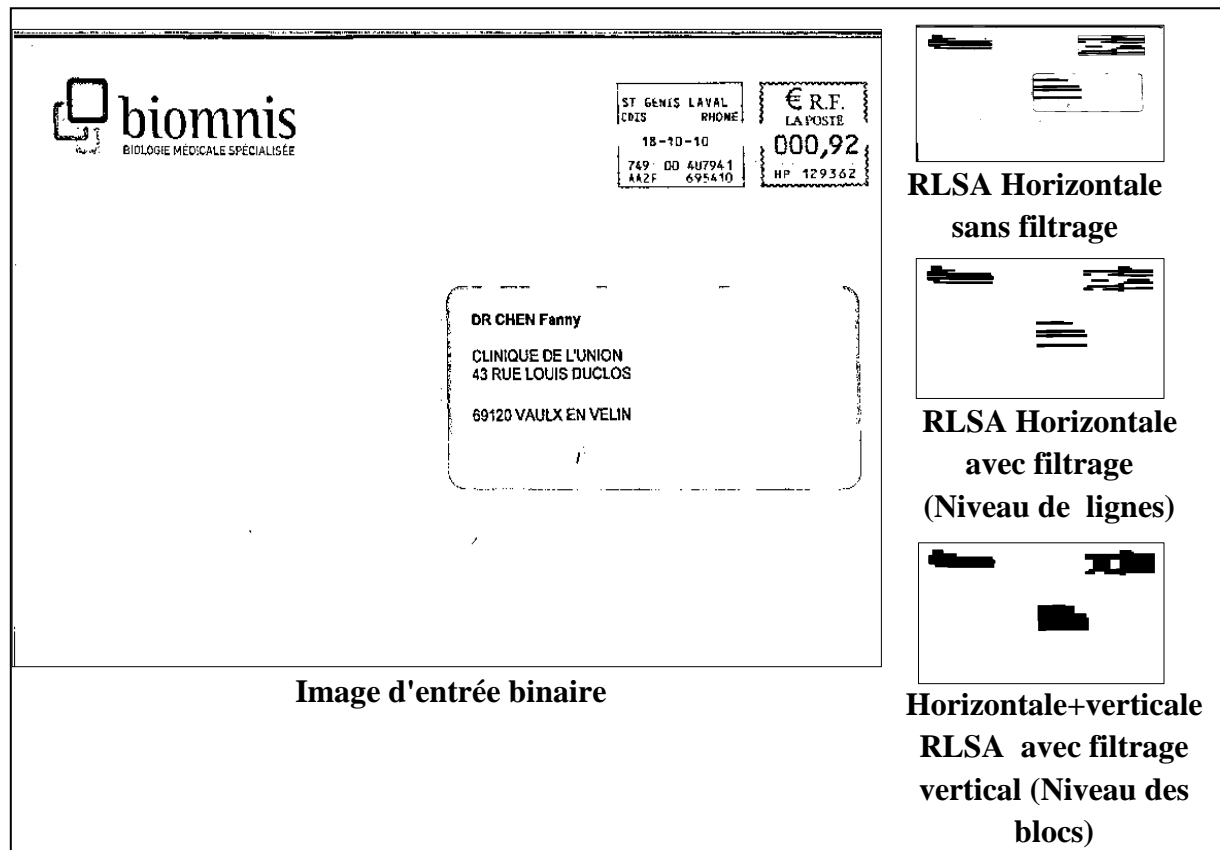 biomnis
BIOLOGIE MÉDICALE SPÉCIALISÉE
ST GENIS LAVAL
CDIS RHONE
18-10-10
749 00 4U7941
AA2F 695410
€ R.F.
LA POSTE
000,92
HP 129362
DR CHEN Fanny
CLINIQUE DE L'UNION
43 RUE LOUIS DUCLOS
69120 VAULX EN VELIN
Image d'entrée binaire
RLSA Horizontale
sans filtrage
RLSA Horizontale
avec filtrage
(Niveau de lignes)
Horizontale+verticale
RLSA avec filtrage
vertical (Niveau des
blocs)